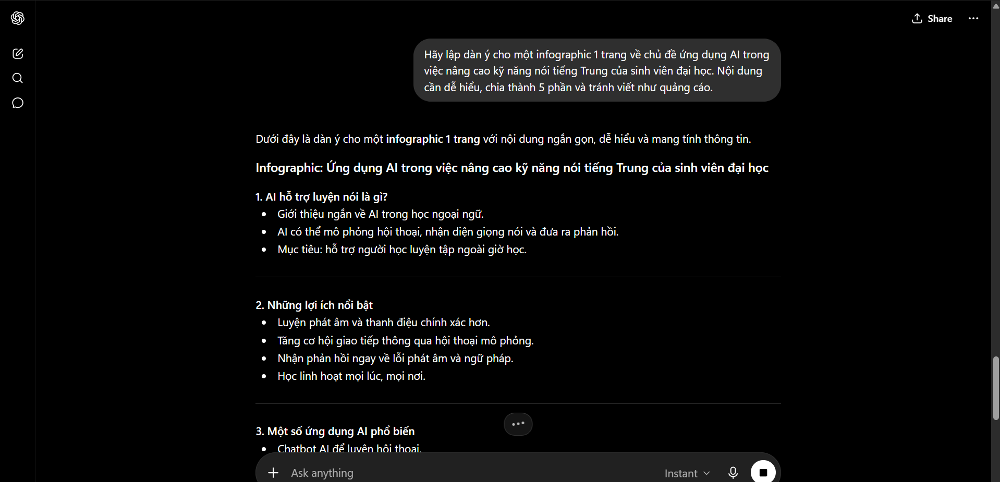 Share
Hãy lập dàn ý cho một infographic 1 trang về chủ đề ứng dụng AI trong
việc nâng cao kỹ năng nói tiếng Trung của sinh viên đại học. Nội dung
cần dễ hiểu, chia thành 5 phần và tránh viết như quảng cáo.
Dưới đây là dàn ý cho một infographic 1 trang với nội dung ngắn gọn, dễ hiểu và mang tính thông tin.
Infographic: Ứng dụng AI trong việc nâng cao kỹ năng nói tiếng Trung của sinh viên đại học
1. AI hỗ trợ luyện nói là gì?
• Giới thiệu ngắn về AI trong học ngoại ngữ.
• AI có thể mô phỏng hội thoại, nhận diện giọng nói và đưa ra phản hồi.
• Mục tiêu: hỗ trợ người học luyện tập ngoài giờ học.
2. Những lợi ích nổi bật
• Luyện phát âm và thanh điệu chính xác hơn.
• Tăng cơ hội giao tiếp thông qua hội thoại mô phỏng.
• Nhận phản hồi ngay về lỗi phát âm và ngữ pháp.
• Học linh hoạt mọi lúc, mọi nơi.
3. Một số ứng dụng AI phổ biến
• Chatbot AI để luyện hội thoại.
Ask anything
Instant